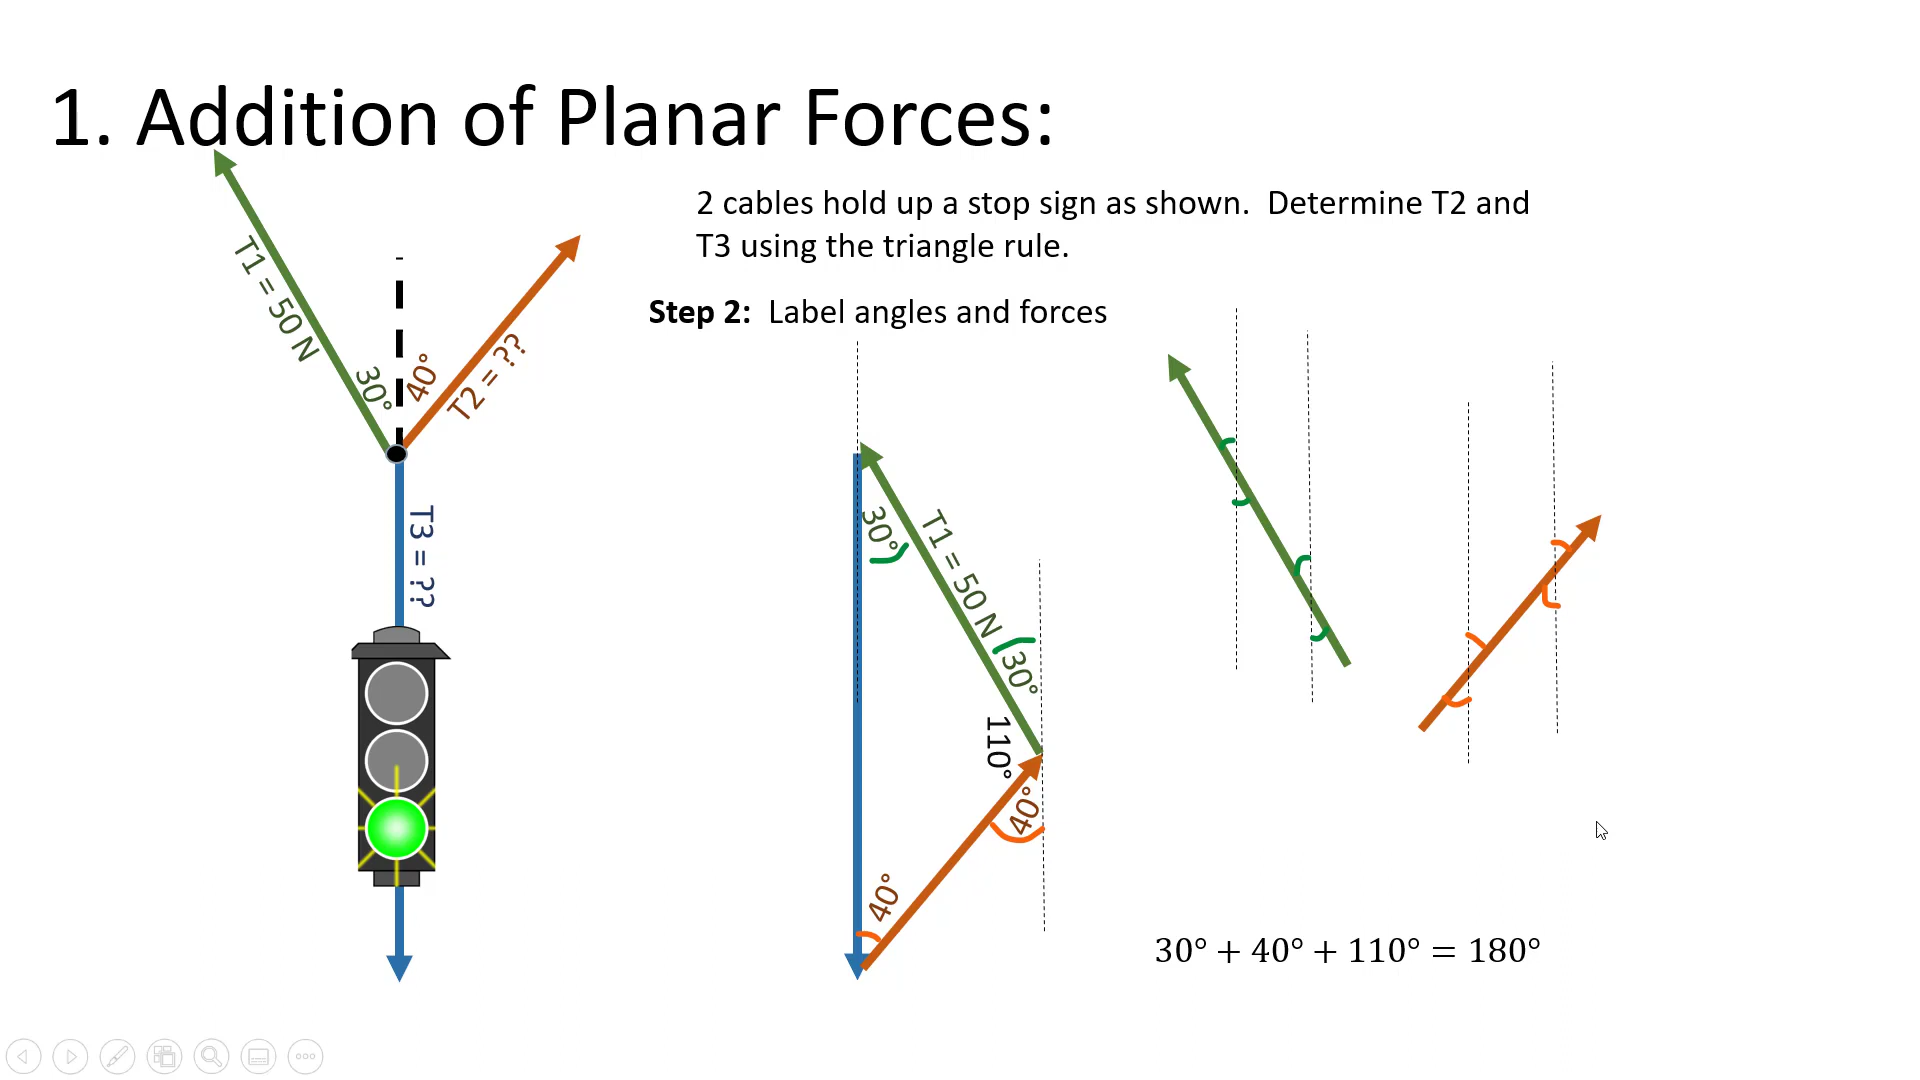 1. Addition of Planar Forces:
2 cables hold up a stop sign as shown. Determine T2 and
T3 using the triangle rule.
Step 2: Label angles and forces
T1 = 50 N
30°
40°
T2 = ??
T3 = ??
30°
T1 = 50 N
30°
110°
40°
40°
30° + 40° + 110° = 180°